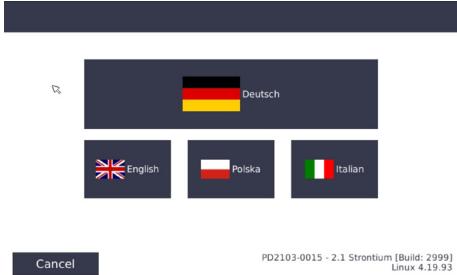 Deutsch
English
Polska
Italian
Cancel
PD2103-0015 - 2.1 Strontium [Build: 2999]
Linux 4.19.93